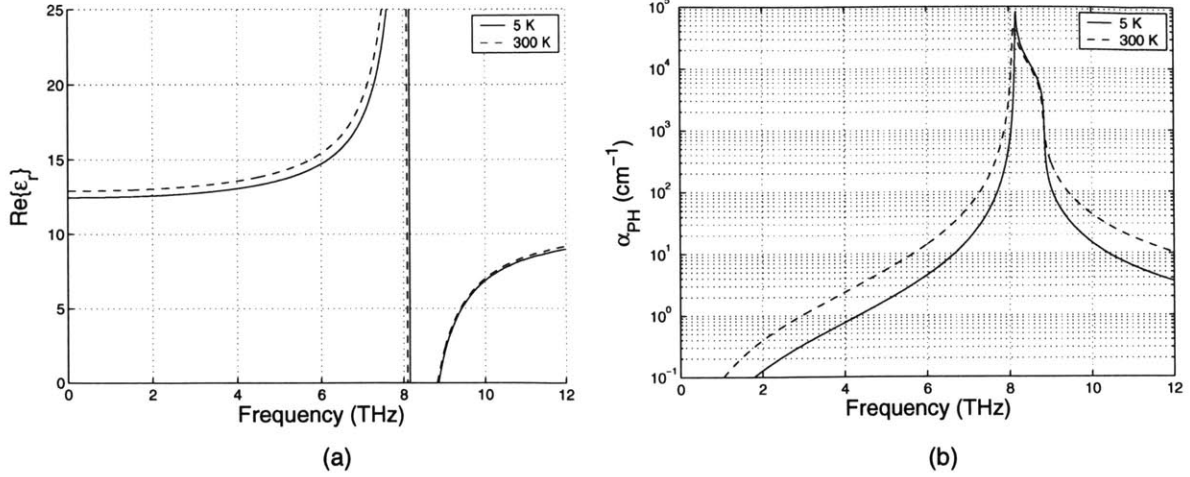 25
20
15
10
5
0
Re{εr}
0 2 4 6 8 10 12
Frequency (THz)
5 K
300 K
(a)
10^5
10^4
10^3
10^2
10^1
10^0
10^-1
αPH (cm^-1)
0 2 4 6 8 10 12
Frequency (THz)
5 K
300 K
(b)